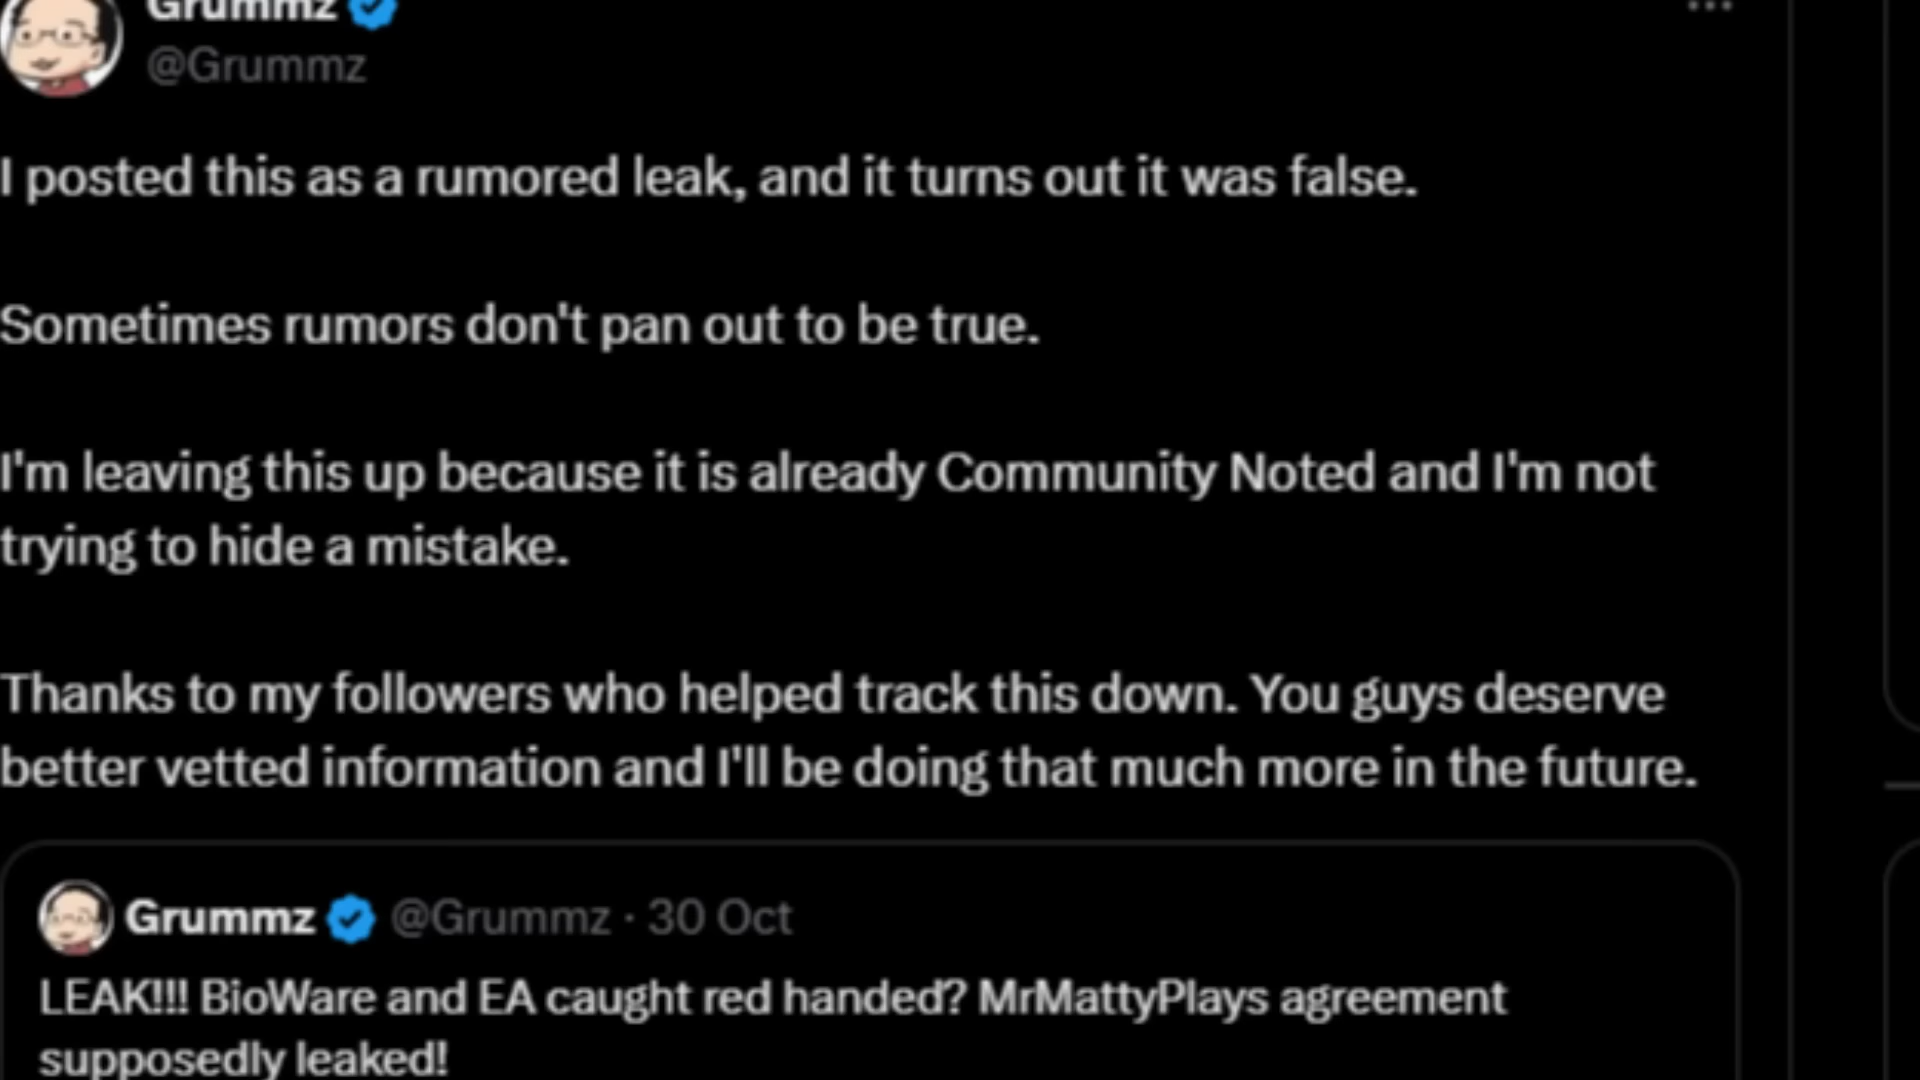 Grummz
@Grummz
I posted this as a rumored leak, and it turns out it was false.
Sometimes rumors don't pan out to be true.
I'm leaving this up because it is already Community Noted and I'm not
trying to hide a mistake.
Thanks to my followers who helped track this down. You guys deserve
better vetted information and I'll be doing that much more in the future.
Grummz @Grummz · 30 Oct
LEAK!!! BioWare and EA caught red handed? MrMattyPlays agreement
supposedly leaked!